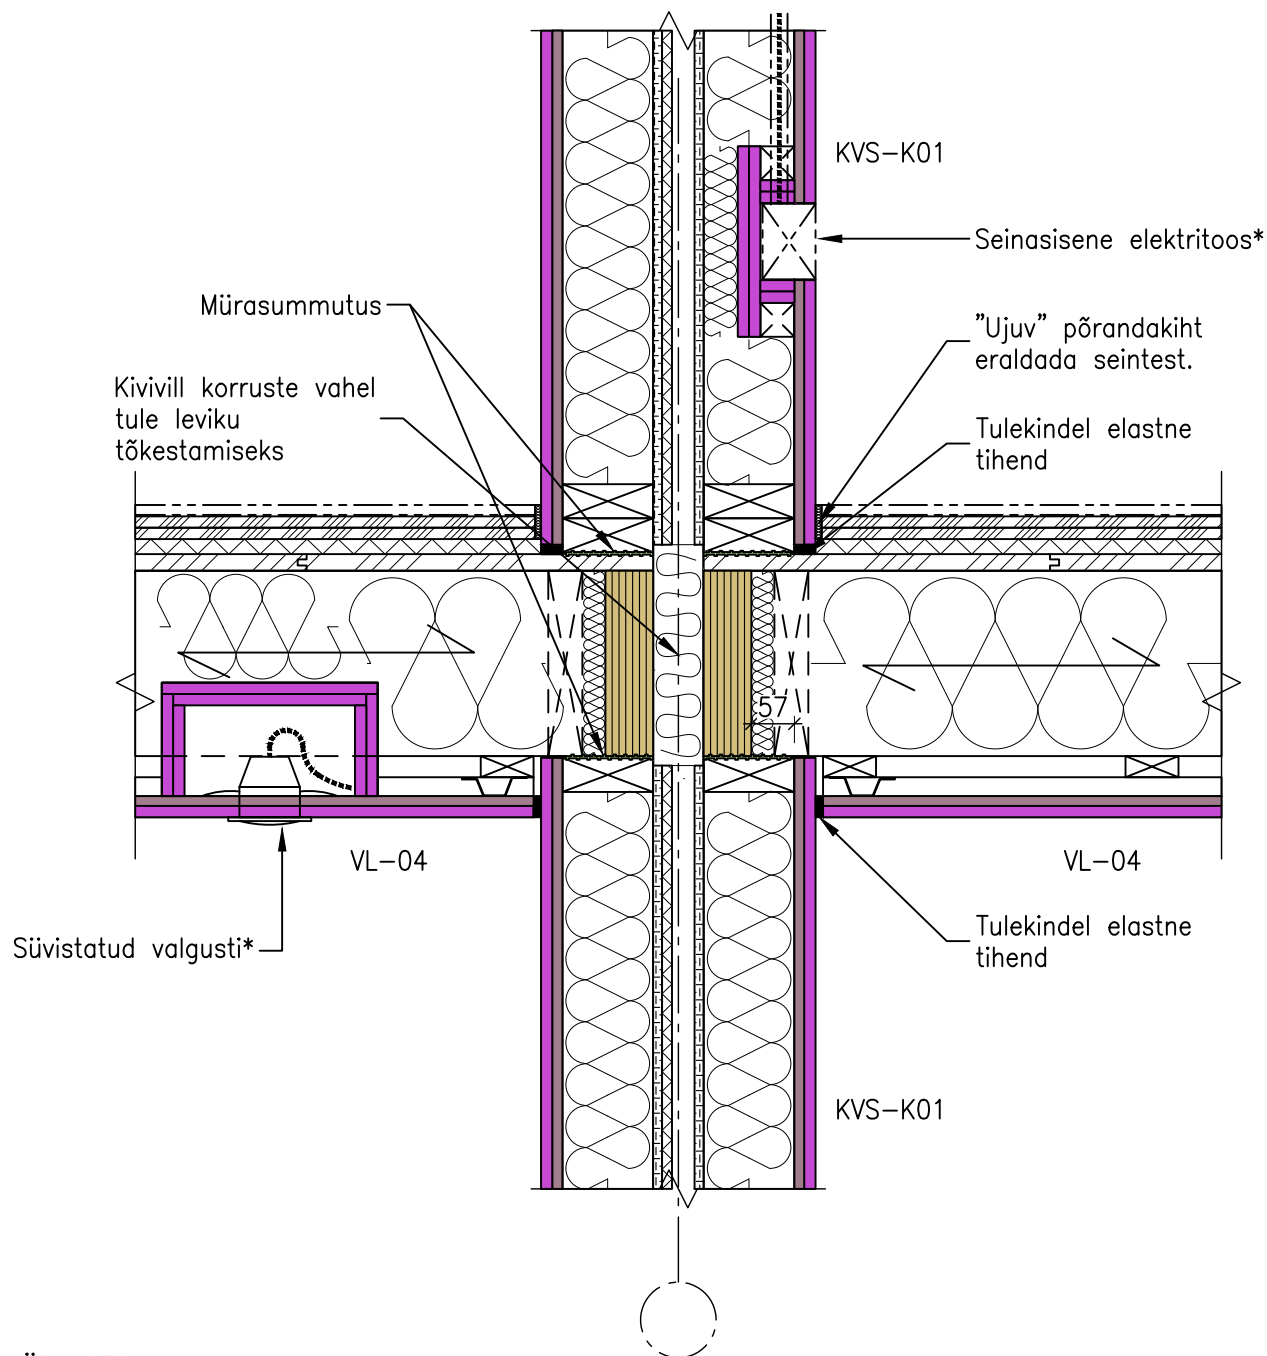 KVS-K01
Seinasisene elektritoos*
Mürasummutus
"Ujuv" põrandakiht
eraldada seintest.
Kivivill korruste vahel
tule leviku
tõkestamiseks
Tulekindel elastne
tihend
57
VL-04
VL-04
Süvistatud valgusti*
Tulekindel elastne
tihend
KVS-K01